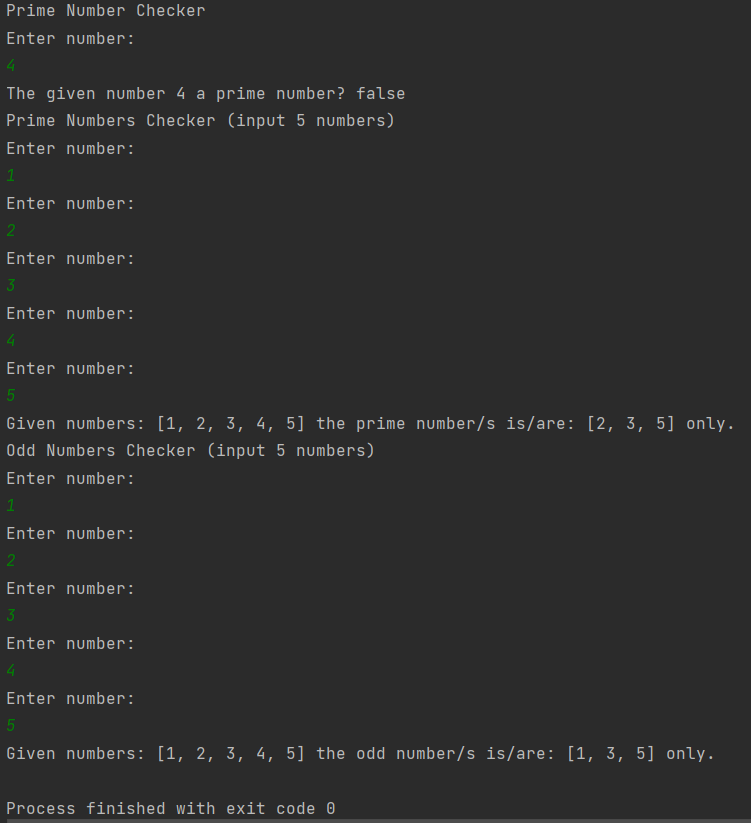 Prime Number Checker
Enter number:
4
The given number 4 a prime number? false
Prime Numbers Checker (input 5 numbers)
Enter number:
1
Enter number:
2
Enter number:
3
Enter number:
4
Enter number:
5
Given numbers: [1, 2, 3, 4, 5] the prime number/s is/are: [2, 3, 5] only.
Odd Numbers Checker (input 5 numbers)
Enter number:
1
Enter number:
2
Enter number:
3
Enter number:
4
Enter number:
5
Given numbers: [1, 2, 3, 4, 5] the odd number/s is/are: [1, 3, 5] only.
Process finished with exit code 0